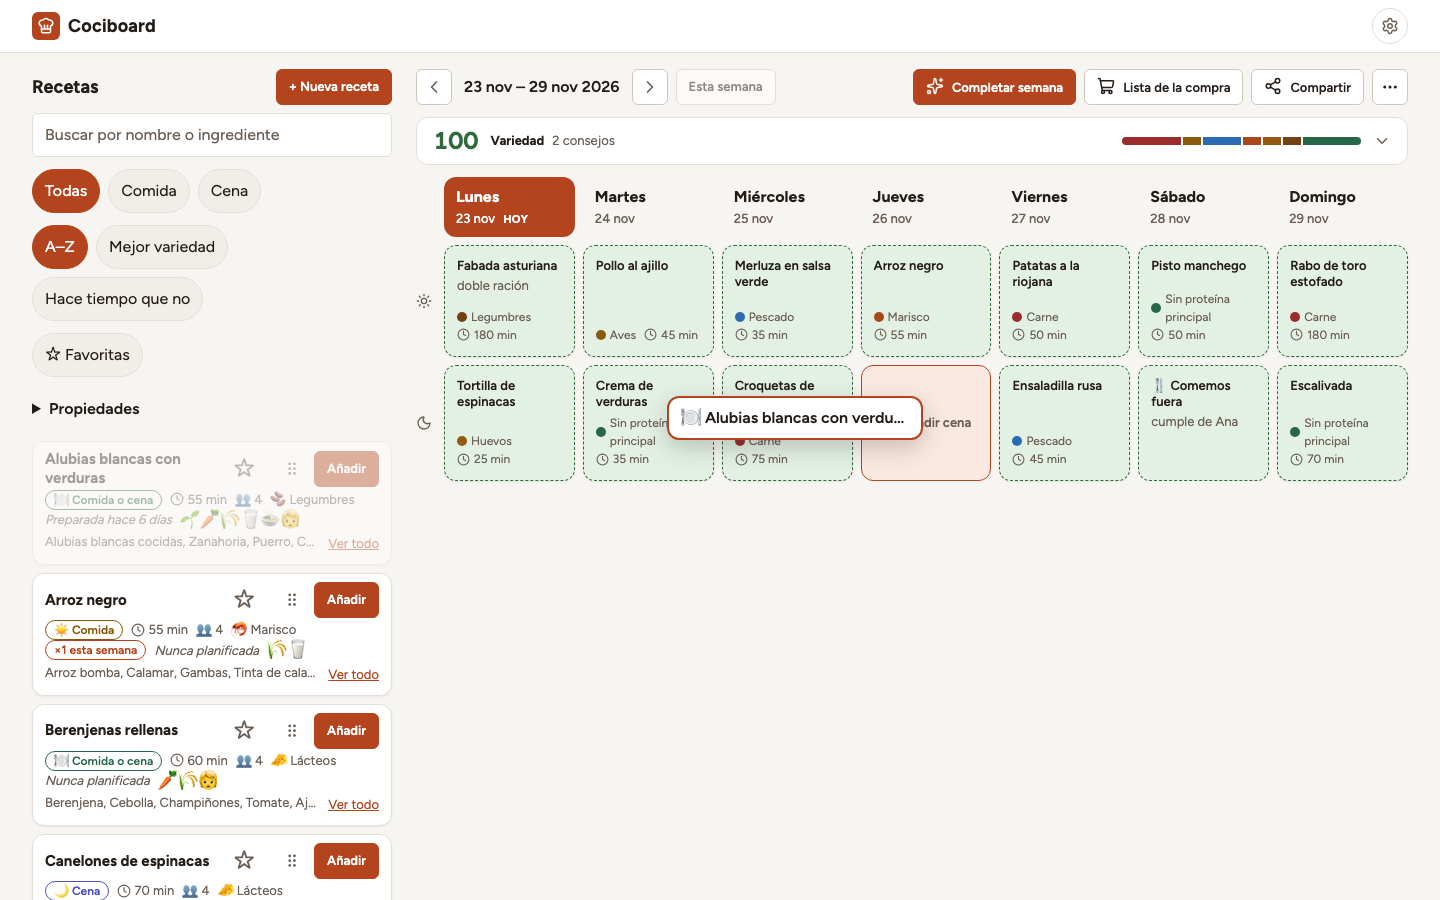 Cociboard
Recetas
+ Nueva receta
Buscar por nombre o ingrediente
Todas
Comida
Cena
A–Z
Mejor variedad
Hace tiempo que no
Favoritas
Propiedades
Alubias blancas con
verduras
Añadir
Comida o cena
55 min
4
Legumbres
Preparada hace 6 días
Alubias blancas cocidas, Zanahoria, Puerro, C...
Ver todo
Arroz negro
Añadir
Comida
55 min
4
Marisco
×1 esta semana
Nunca planificada
Arroz bomba, Calamar, Gambas, Tinta de cala...
Ver todo
Berenjenas rellenas
Añadir
Comida o cena
60 min
4
Lácteos
Nunca planificada
Berenjena, Cebolla, Champiñones, Tomate, Aj...
Ver todo
Canelones de espinacas
Añadir
Cena
70 min
4
Lácteos
23 nov – 29 nov 2026
Esta semana
Completar semana
Lista de la compra
Compartir
100
Variedad
2 consejos
Lunes
23 nov HOY
Martes
24 nov
Miércoles
25 nov
Jueves
26 nov
Viernes
27 nov
Sábado
28 nov
Domingo
29 nov
Fabada asturiana
doble ración
Legumbres
180 min
Pollo al ajillo
Aves
45 min
Merluza en salsa
verde
Pescado
35 min
Arroz negro
Marisco
55 min
Patatas a la
riojana
Carne
50 min
Pisto manchego
Sin proteína
principal
50 min
Rabo de toro
estofado
Carne
180 min
Tortilla de
espinacas
Huevos
25 min
Crema de
verduras
Sin proteín
principal
35 min
Croquetas de
Carne
75 min
Alubias blancas con verdu...
dir cena
Ensaladilla rusa
Pescado
45 min
Comemos
fuera
cumple de Ana
Escalivada
Sin proteína
principal
70 min